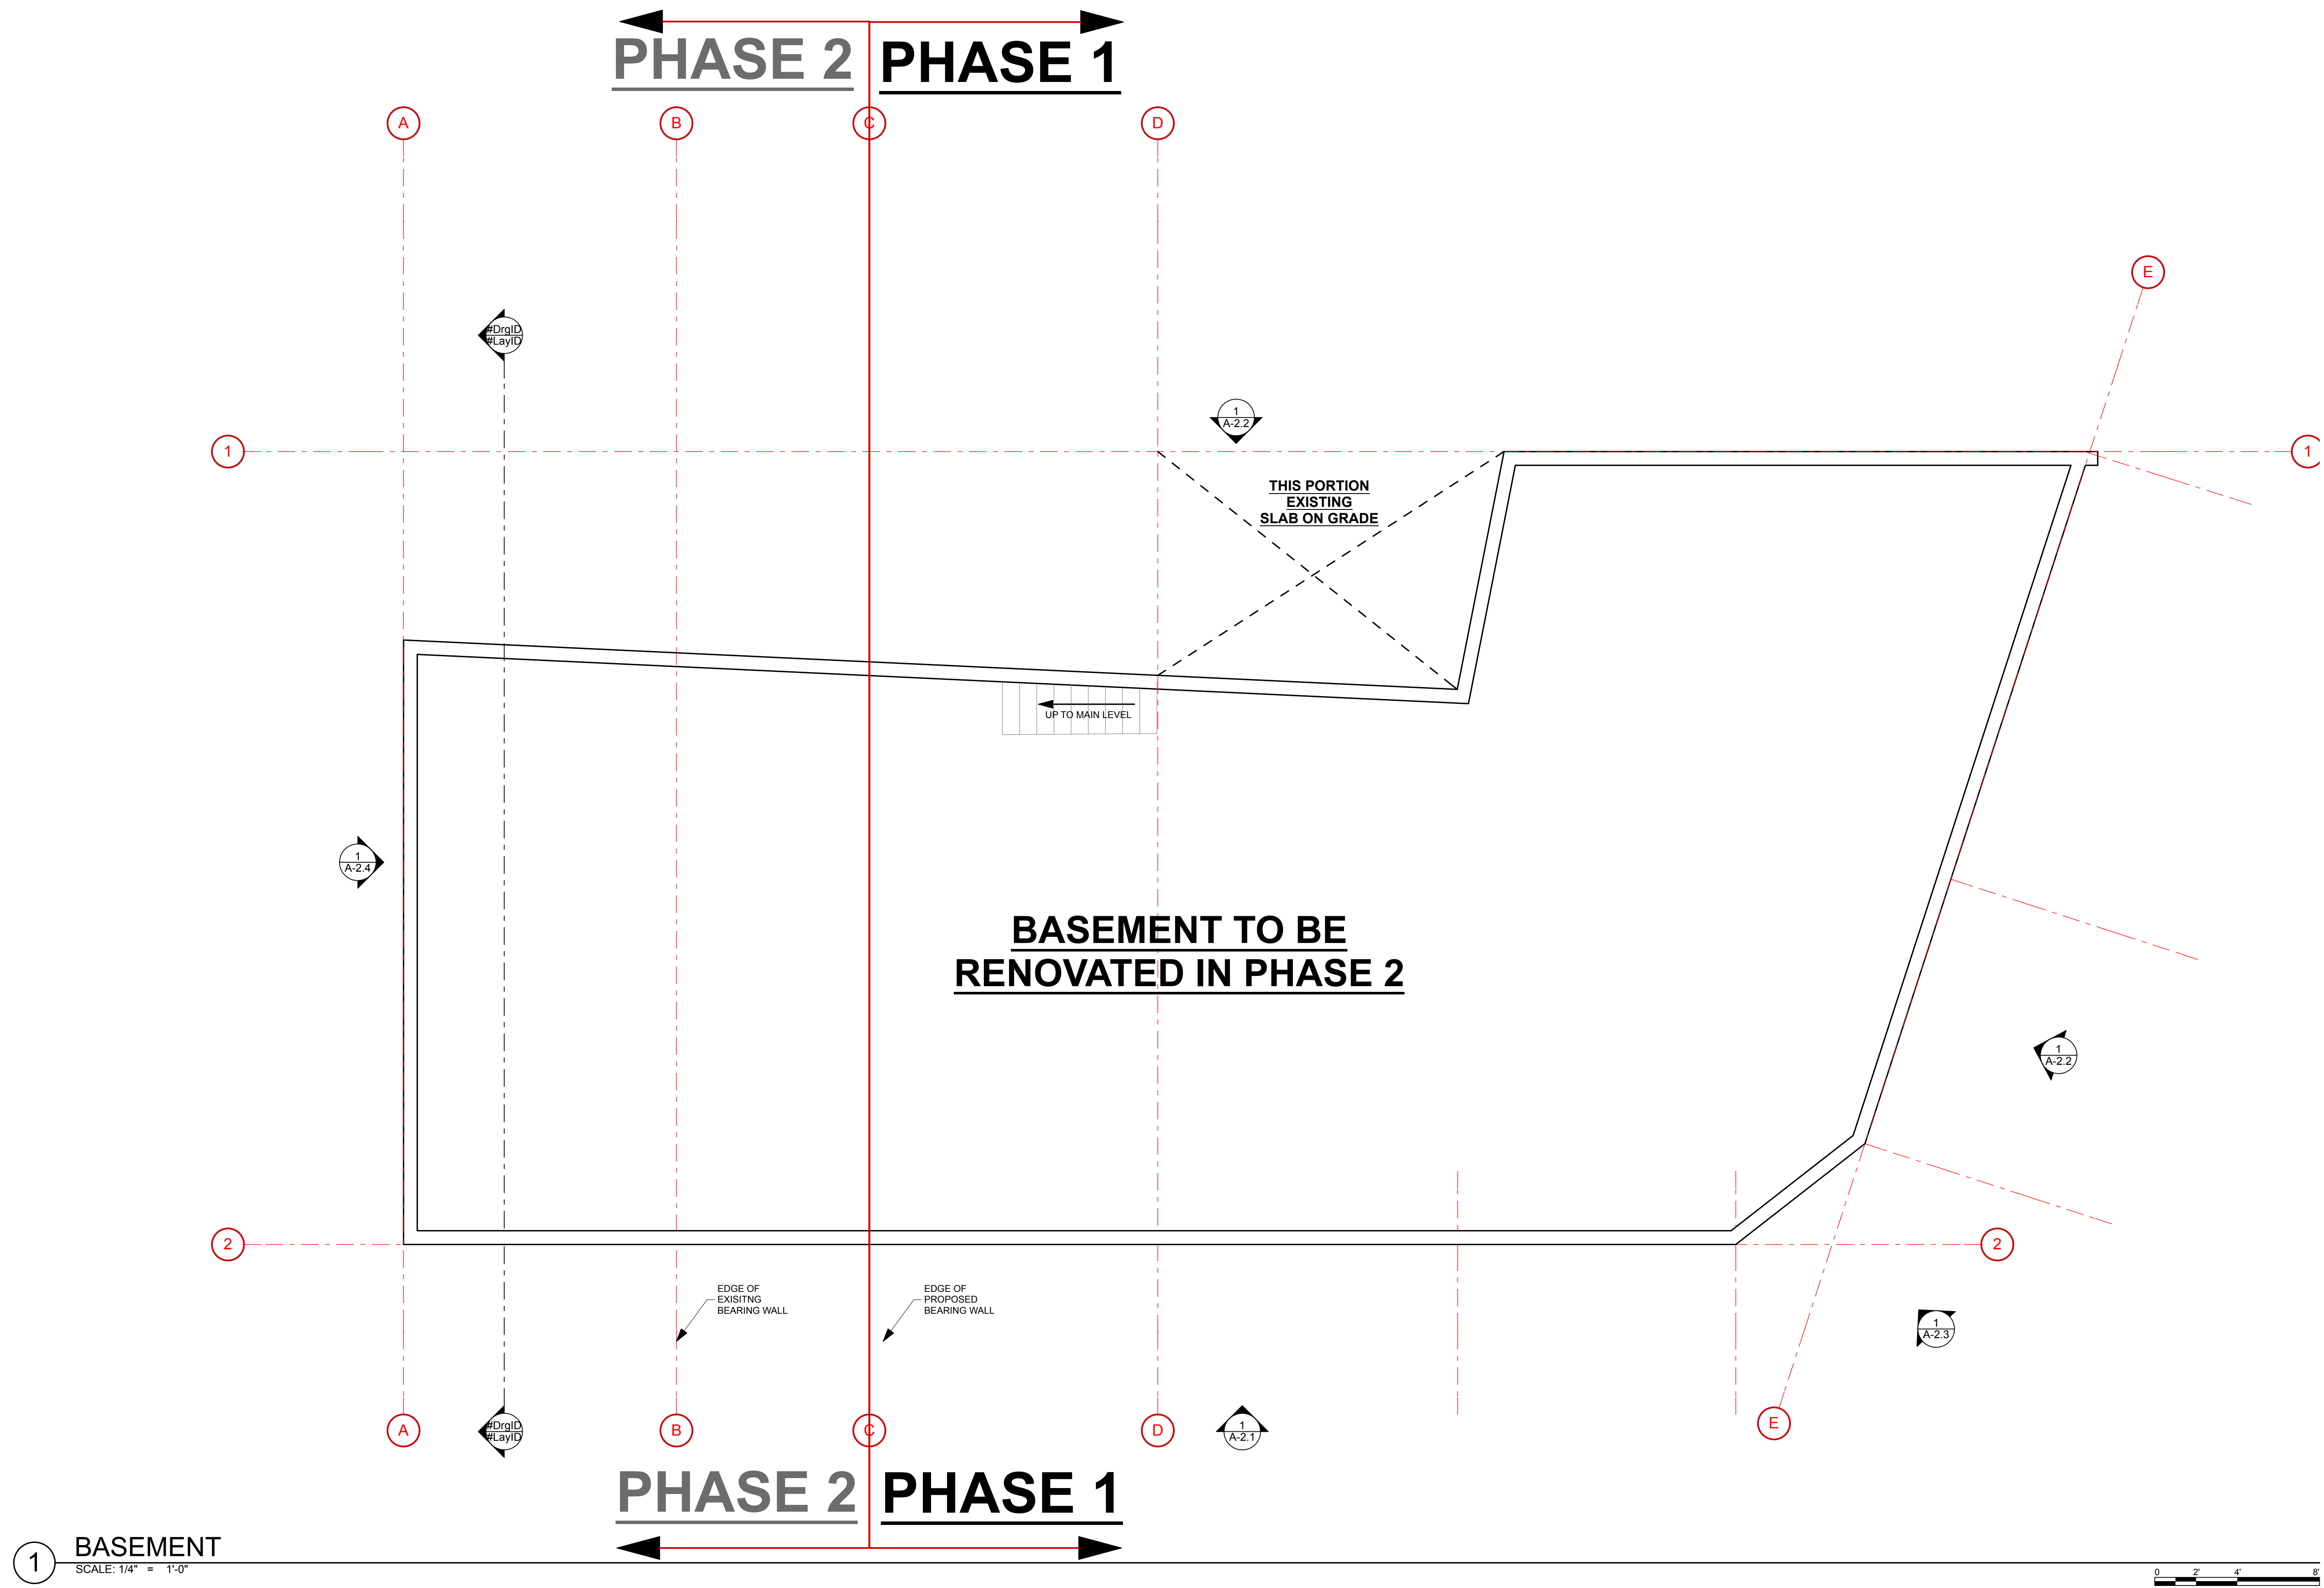 PHASE 2 PHASE 1
A B C D
E
#DrgID
#LayID
1
A-2.2
1 1
THIS PORTION
EXISTING
SLAB ON GRADE
UP TO MAIN LEVEL
1
A-2.4
BASEMENT TO BE
RENOVATED IN PHASE 2
1
A-2.2
2 2
EDGE OF
EXISITNG
BEARING WALL
EDGE OF
PROPOSED
BEARING WALL
1
A-2.3
A
#DrgID
#LayID
B C D
1
A-2.1
E
PHASE 2 PHASE 1
1 BASEMENT
SCALE: 1/4" = 1'-0"
0 2' 4' 8'